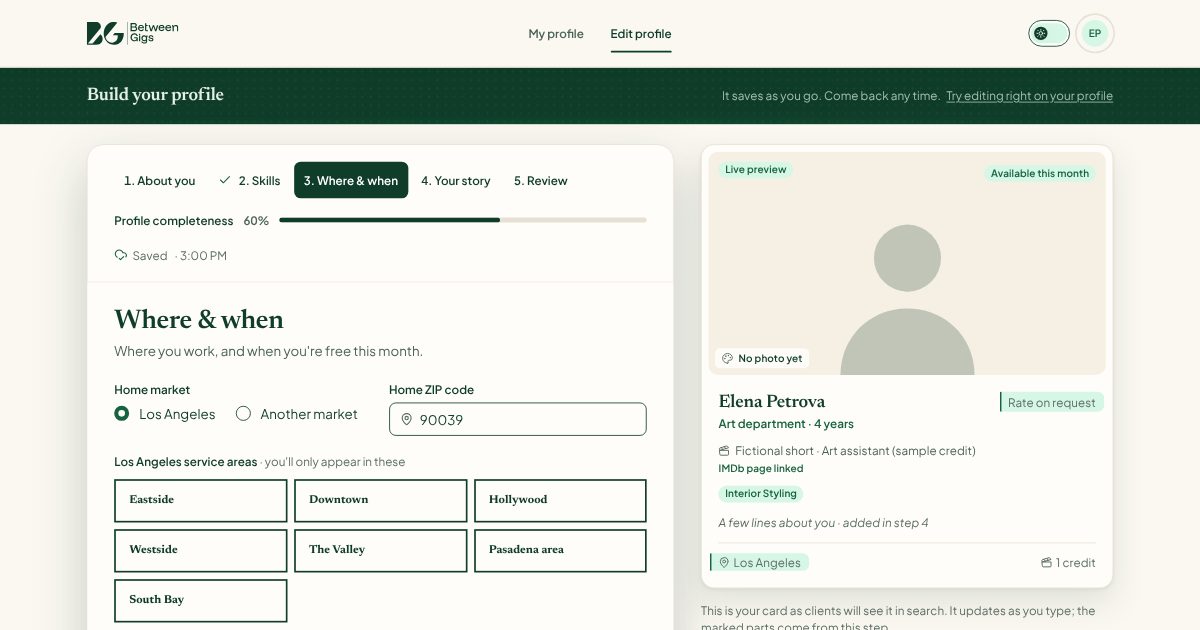 BG Between
Gigs
My profile
Edit profile
EP
Build your profile
It saves as you go. Come back any time. Try editing right on your profile
1. About you
2. Skills
3. Where & when
4. Your story
5. Review
Profile completeness 60%
Saved · 3:00 PM
Where & when
Where you work, and when you're free this month.
Home market
Los Angeles
Another market
Home ZIP code
90039
Los Angeles service areas · you'll only appear in these
Eastside
Downtown
Hollywood
Westside
The Valley
Pasadena area
South Bay
Live preview
Available this month
No photo yet
Elena Petrova
Rate on request
Art department · 4 years
Fictional short · Art assistant (sample credit)
IMDb page linked
Interior Styling
A few lines about you · added in step 4
Los Angeles
1 credit
This is your card as clients will see it in search. It updates as you type; the
marked parts come from this step.